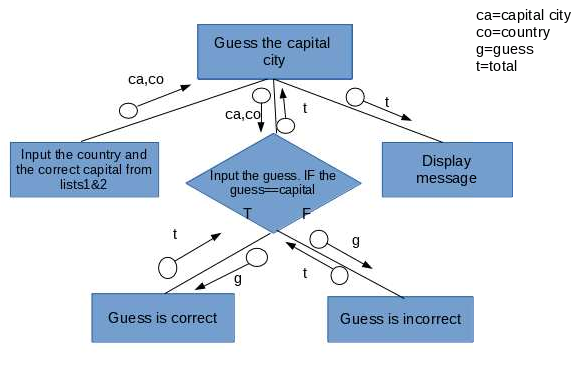 ca=capital city
co=country
g=guess
t=total
Guess the capital
city
ca,co
ca,co
t
t
Input the country and
the correct capital from
lists1&2
Input the guess. IF the
guess==capital
T F
Display
message
t
g
g
t
Guess is correct
Guess is incorrect